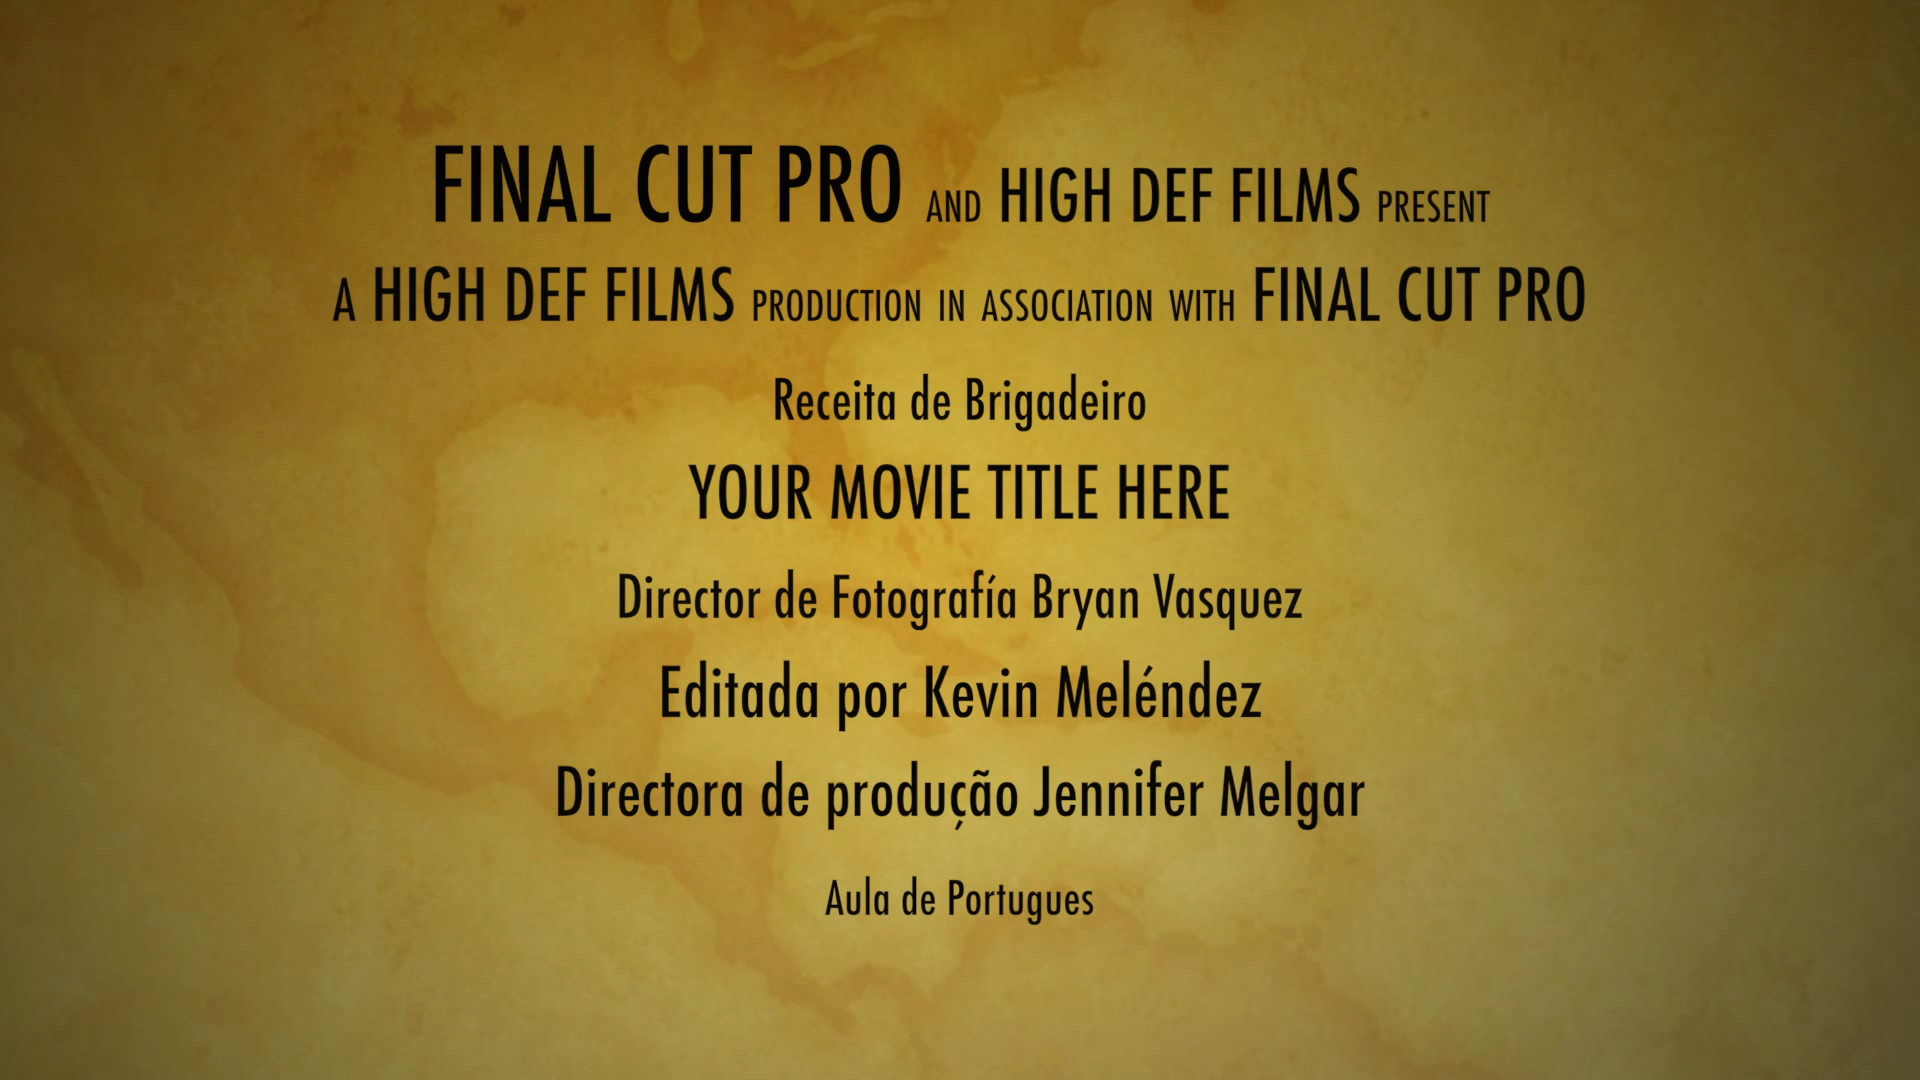 FINAL CUT PRO AND HIGH DEF FILMS PRESENT
A HIGH DEF FILMS PRODUCTION IN ASSOCIATION WITH FINAL CUT PRO
Receita de Brigadeiro
YOUR MOVIE TITLE HERE
Director de Fotografía Bryan Vasquez
Editada por Kevin Meléndez
Directora de produção Jennifer Melgar
Aula de Portugues